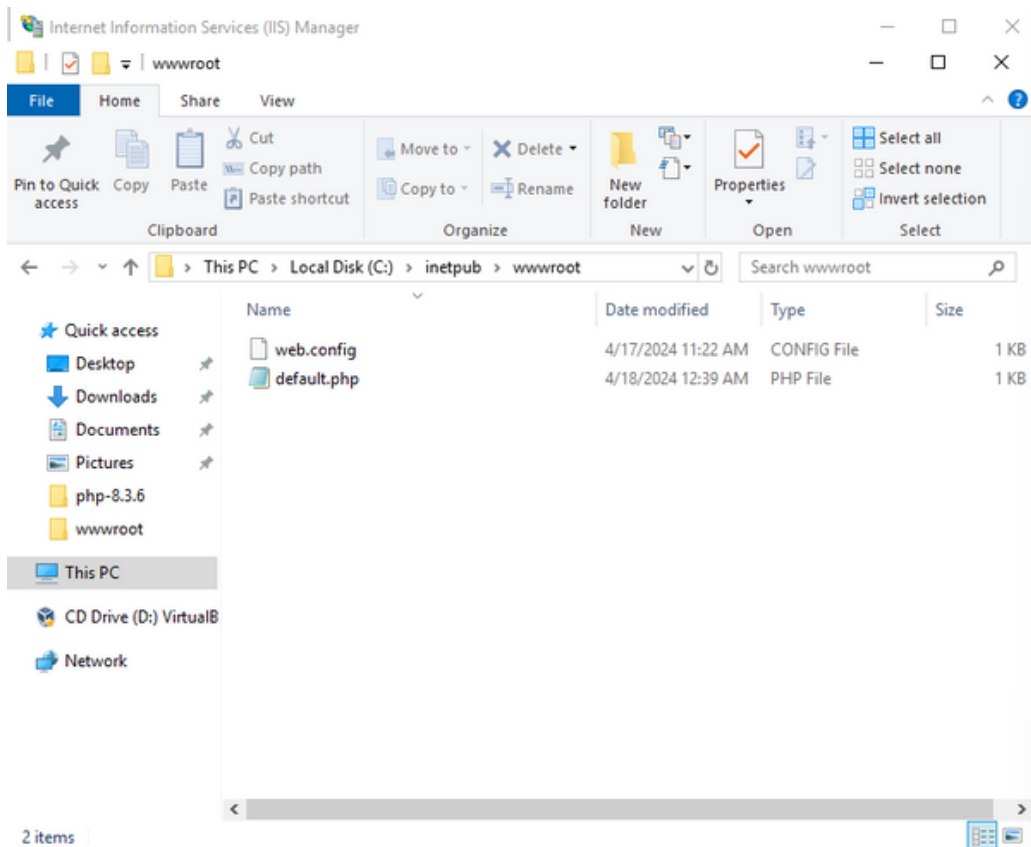 Internet Information Services (IIS) Manager
wwwroot
File Home Share View
Pin to Quick access
Copy
Paste
Cut
Copy path
Paste shortcut
Clipboard
Move to
Copy to
Delete
Rename
Organize
New folder
New
Properties
Open
Select all
Select none
Invert selection
Select
This PC > Local Disk (C:) > inetpub > wwwroot
Search wwwroot
Name Date modified Type Size
web.config 4/17/2024 11:22 AM CONFIG File 1 KB
default.php 4/18/2024 12:39 AM PHP File 1 KB
Quick access
Desktop
Downloads
Documents
Pictures
php-8.3.6
wwwroot
This PC
CD Drive (D:) VirtualB
Network
2 items